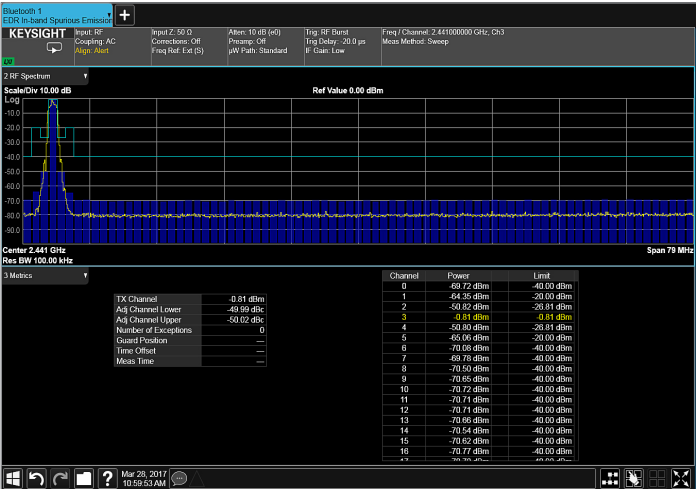 Bluetooth 1
EDR In-band Spurious Emission
KEYSIGHT
Input: RF
Coupling: AC
Align: Alert
Input Z: 50 Ω
Corrections: Off
Freq Ref: Ext (S)
Atten: 10 dB (e0)
Preamp: Off
µW Path: Standard
Trig: RF Burst
Trig Delay: -20.0 µs
IF Gain: Low
Freq / Channel: 2.441000000 GHz, Ch3
Meas Method: Sweep
LXI
2 RF Spectrum
Scale/Div 10.00 dB Ref Value 0.00 dBm
Log
-10.0
-20.0
-30.0
-40.0
-50.0
-60.0
-70.0
-80.0
-90.0
Center 2.441 GHz Span 79 MHz
Res BW 100.00 kHz
3 Metrics
TX Channel -0.81 dBm
Adj Channel Lower -49.99 dBc
Adj Channel Upper -50.02 dBc
Number of Exceptions 0
Guard Position —
Time Offset —
Meas Time —
Channel Power Limit
0 -69.72 dBm -40.00 dBm
1 -64.35 dBm -20.00 dBm
2 -50.82 dBm -26.81 dBm
3 -0.81 dBm -0.81 dBm
4 -50.80 dBm -26.81 dBm
5 -65.06 dBm -20.00 dBm
6 -70.08 dBm -40.00 dBm
7 -69.78 dBm -40.00 dBm
8 -70.50 dBm -40.00 dBm
9 -70.65 dBm -40.00 dBm
10 -70.72 dBm -40.00 dBm
11 -70.71 dBm -40.00 dBm
12 -70.71 dBm -40.00 dBm
13 -70.66 dBm -40.00 dBm
14 -70.54 dBm -40.00 dBm
15 -70.62 dBm -40.00 dBm
16 -70.77 dBm -40.00 dBm
Mar 28, 2017
10:59:53 AM